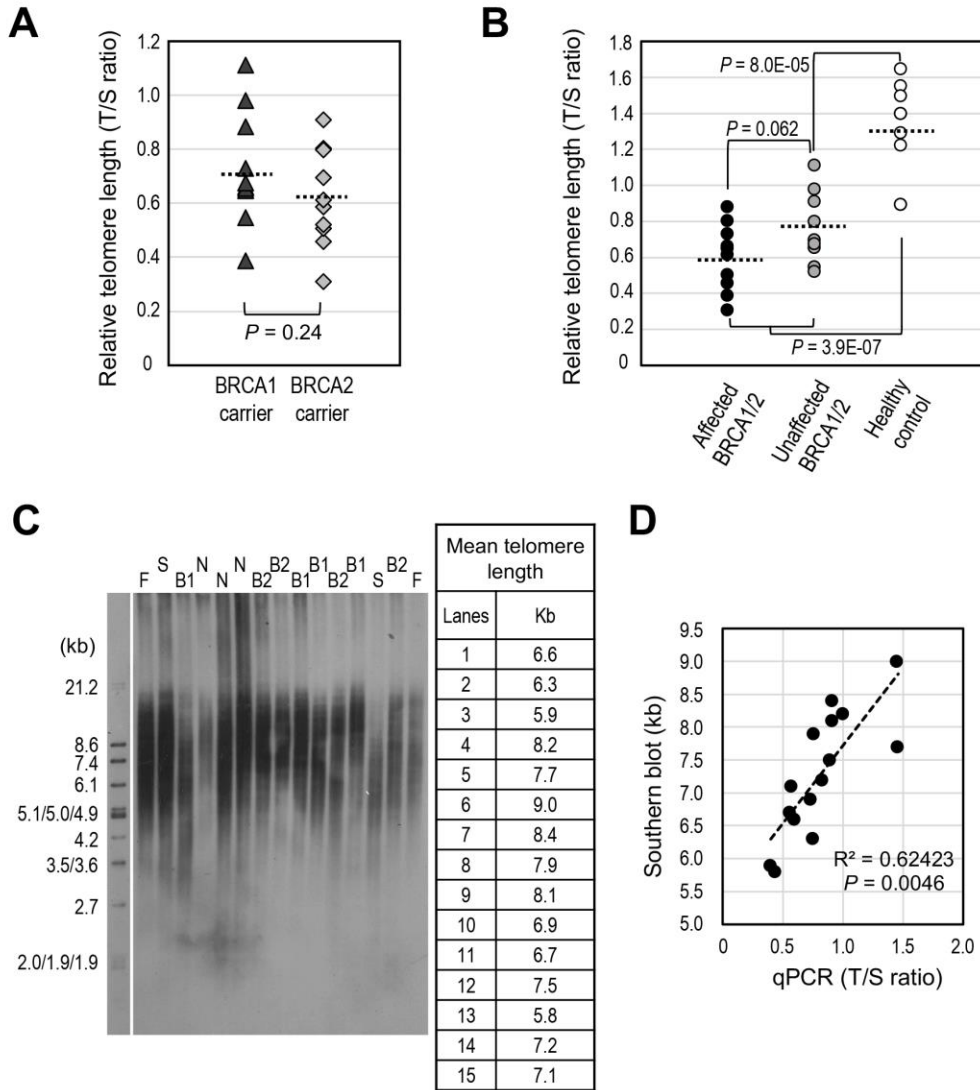 A
Relative telomere length (T/S ratio)
1.2
1.0
0.8
0.6
0.4
0.2
0
P = 0.24
BRCA1 carrier
BRCA2 carrier
B
Relative telomere length (T/S ratio)
1.8
1.6
1.4
1.2
1.0
0.8
0.6
0.4
0.2
0
P = 8.0E-05
P = 0.062
P = 3.9E-07
Affected BRCA1/2
Unaffected BRCA1/2
Healthy control
C
F S B1 N N N B2 B2 B1 B1 B2 B1 S B2 F
(kb)
21.2
8.6
7.4
6.1
5.1/5.0/4.9
4.2
3.5/3.6
2.7
2.0/1.9/1.9
Mean telomere length
Lanes Kb
1 6.6
2 6.3
3 5.9
4 8.2
5 7.7
6 9.0
7 8.4
8 7.9
9 8.1
10 6.9
11 6.7
12 7.5
13 5.8
14 7.2
15 7.1
D
Southern blot (kb)
9.5
9.0
8.5
8.0
7.5
7.0
6.5
6.0
5.5
5.0
R² = 0.62423
P = 0.0046
0 0.5 1.0 1.5 2.0
qPCR (T/S ratio)